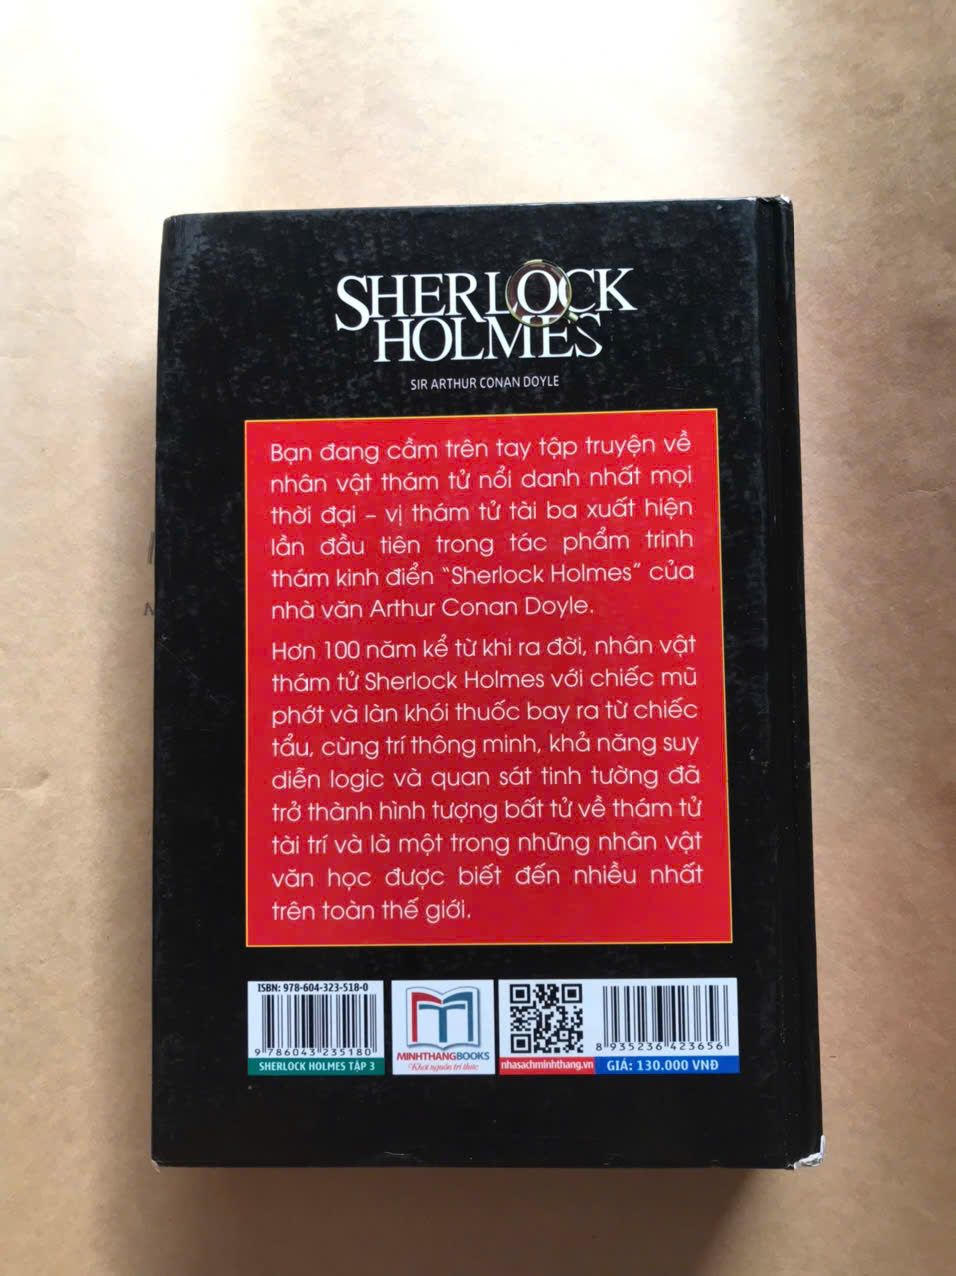 SHERLOCK
HOLMES
SIR ARTHUR CONAN DOYLE
Bạn đang cầm trên tay tập truyện về
nhân vật thám tử nổi danh nhất mọi
thời đại – vị thám tử tài ba xuất hiện
lần đầu tiên trong tác phẩm trinh
thám kinh điển “Sherlock Holmes” của
nhà văn Arthur Conan Doyle.
Hơn 100 năm kể từ khi ra đời, nhân vật
thám tử Sherlock Holmes với chiếc mũ
phớt và làn khói thuốc bay ra từ chiếc
tẩu, cùng trí thông minh, khả năng suy
diễn logic và quan sát tinh tường đã
trở thành hình tượng bất tử về thám tử
tài trí và là một trong những nhân vật
văn học được biết đến nhiều nhất
trên toàn thế giới.
ISBN: 978-604-323-518-0
9 786043 235180
SHERLOCK HOLMES TẬP 3
MINHTHANGBOOKS
Khơi nguồn tri thức
nhasachminhthang.vn
8 935236 423656
GIÁ: 130.000 VNĐ